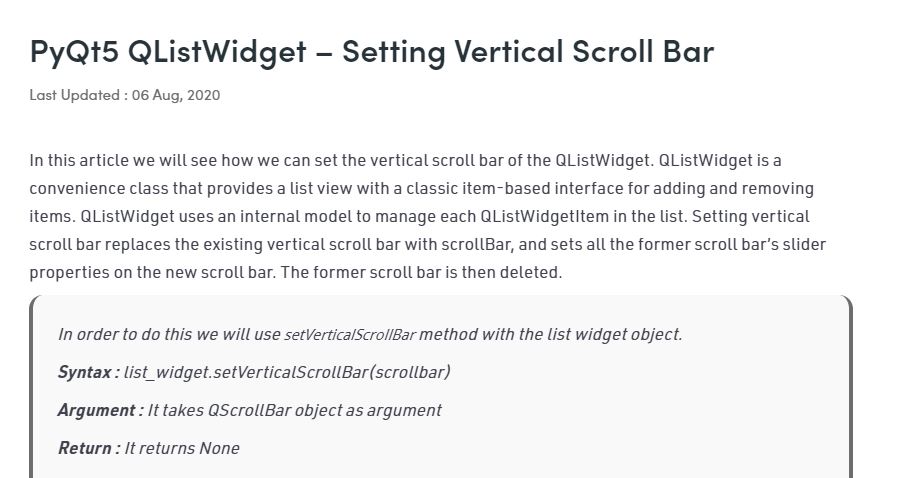 PyQt5 QListWidget – Setting Vertical Scroll Bar
Last Updated : 06 Aug, 2020
In this article we will see how we can set the vertical scroll bar of the QListWidget. QListWidget is a
convenience class that provides a list view with a classic item-based interface for adding and removing
items. QListWidget uses an internal model to manage each QListWidgetItem in the list. Setting vertical
scroll bar replaces the existing vertical scroll bar with scrollBar, and sets all the former scroll bar’s slider
properties on the new scroll bar. The former scroll bar is then deleted.
In order to do this we will use setVerticalScrollBar method with the list widget object.
Syntax : list_widget.setVerticalScrollBar(scrollbar)
Argument : It takes QScrollBar object as argument
Return : It returns None